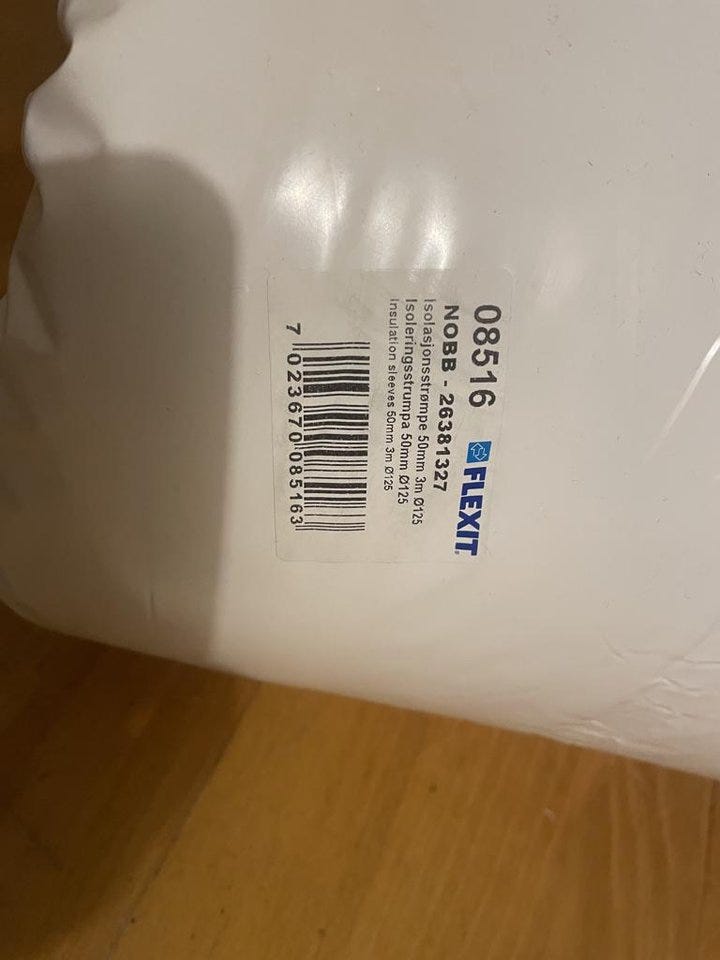 08516 FLEXIT
NOBB - 26381327
Isolasjonsstrømpe 50mm 3m Ø125
Isoleringsstrumpa 50mm Ø125
Insulation sleeves 50mm 3m Ø125
7 023670 085163